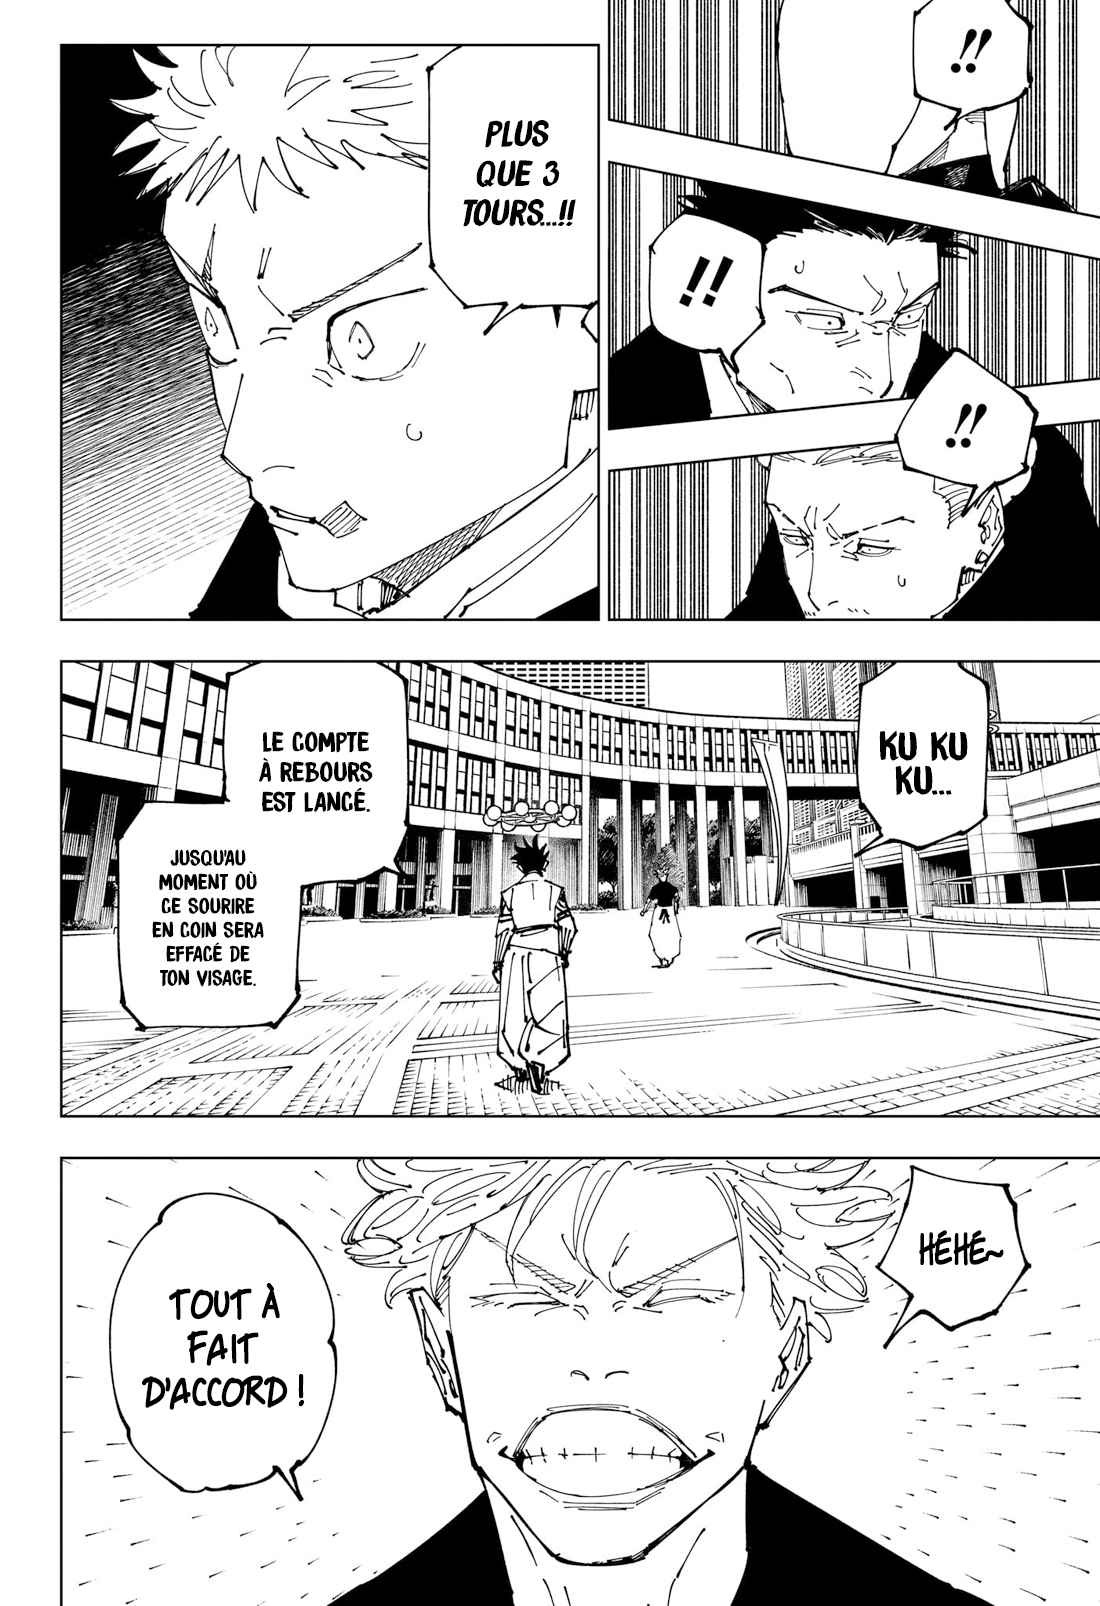 !!
!!
!!
PLUS
QUE 3
TOURS...!!
KU KU
KU...
LE COMPTE
À REBOURS
EST LANCÉ.
JUSQU'AU
MOMENT OÙ
CE SOURIRE
EN COIN SERA
EFFACÉ DE
TON VISAGE.
HÉHÉ~
TOUT À
FAIT
D'ACCORD !